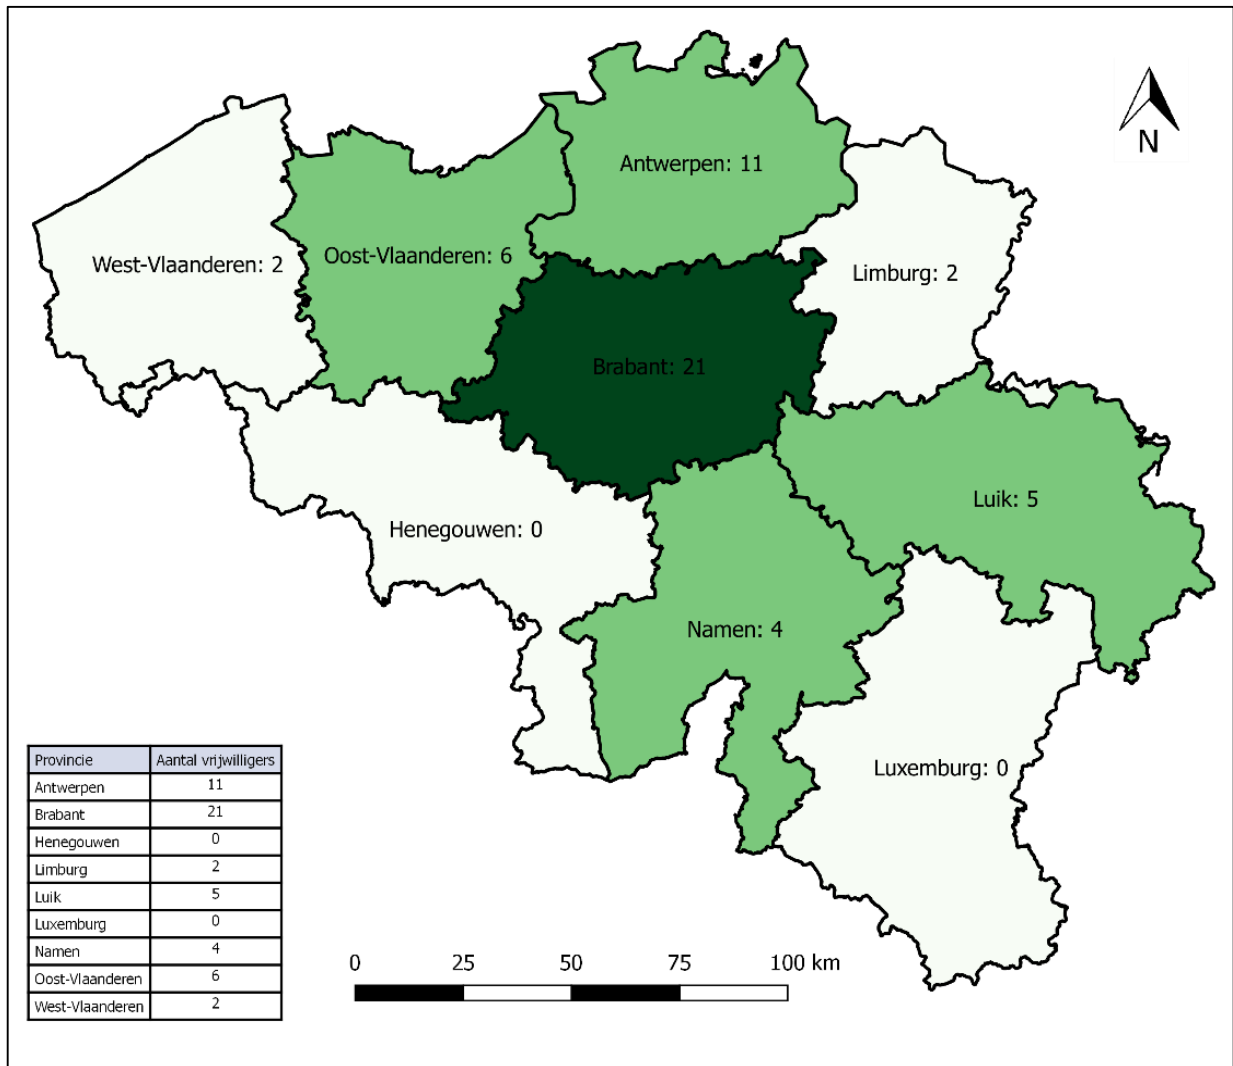 N
Antwerpen: 11
West-Vlaanderen: 2
Oost-Vlaanderen: 6
Limburg: 2
Brabant: 21
Luik: 5
Henegouwen: 0
Namen: 4
Luxemburg: 0
Provincie Aantal vrijwilligers
Antwerpen 11
Brabant 21
Henegouwen 0
Limburg 2
Luik 5
Luxemburg 0
Namen 4
Oost-Vlaanderen 6
West-Vlaanderen 2
0 25 50 75 100 km